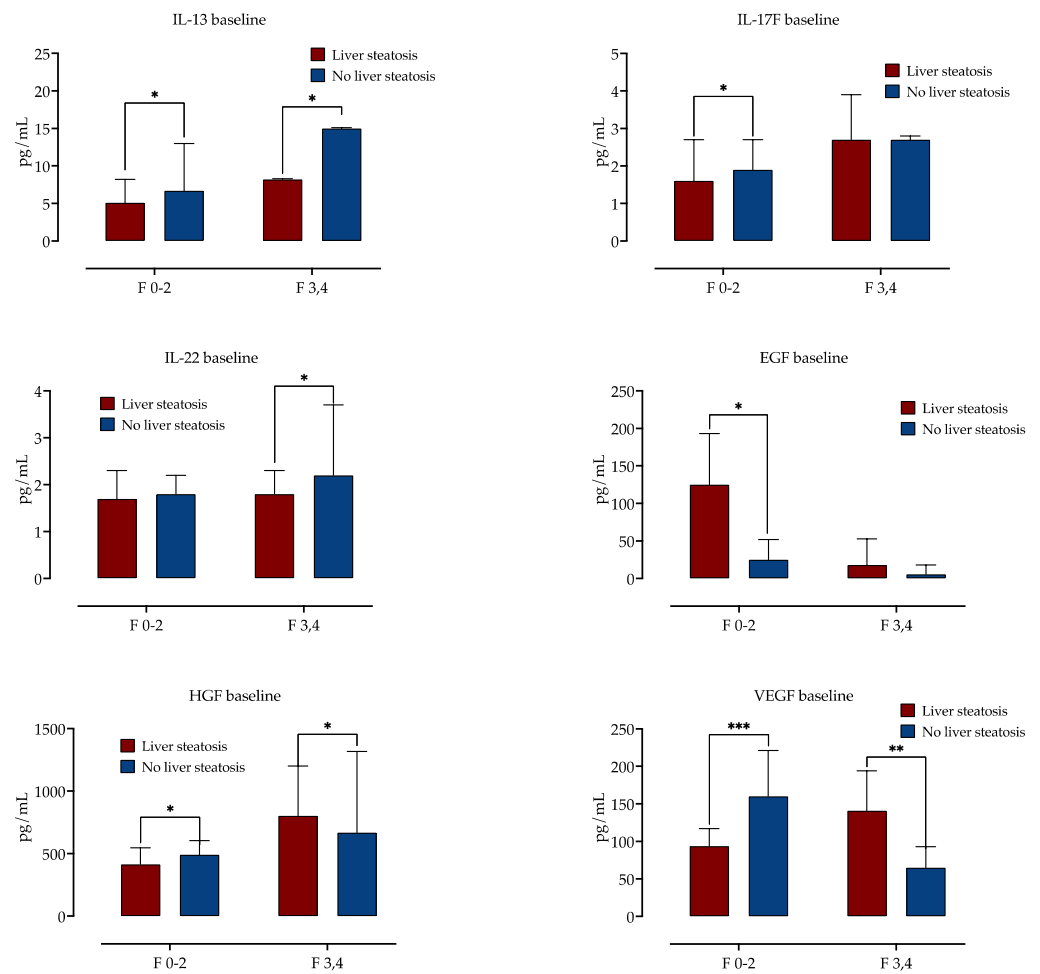 IL-13 baseline
pg/mL
25
20
15
10
5
0
Liver steatosis
No liver steatosis
*
*
F 0-2
F 3,4
IL-17F baseline
pg/mL
5
4
3
2
1
0
Liver steatosis
No liver steatosis
*
F 0-2
F 3,4
IL-22 baseline
pg/mL
4
3
2
1
0
Liver steatosis
No liver steatosis
*
F 0-2
F 3,4
EGF baseline
pg/mL
250
200
150
100
50
0
Liver steatosis
No liver steatosis
*
F 0-2
F 3,4
HGF baseline
pg/mL
1500
1000
500
0
Liver steatosis
No liver steatosis
*
*
F 0-2
F 3,4
VEGF baseline
pg/mL
250
200
150
100
50
0
Liver steatosis
No liver steatosis
***
**
F 0-2
F 3,4